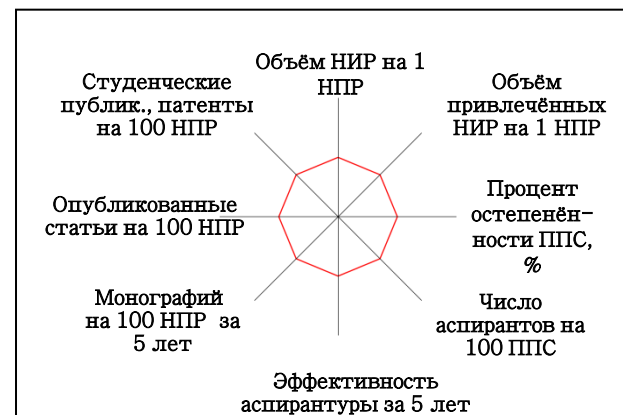 Объём НИР на 1
НПР
Объём
привлечённых
НИР на 1 НПР
Процент
остепенён-
ности ППС,
%
Число
аспирантов на
100 ППС
Эффективность
аспирантуры за 5 лет
Монографий
на 100 НПР за
5 лет
Опубликованные
статьи на 100 НПР
Студенческие
публик., патенты
на 100 НПР